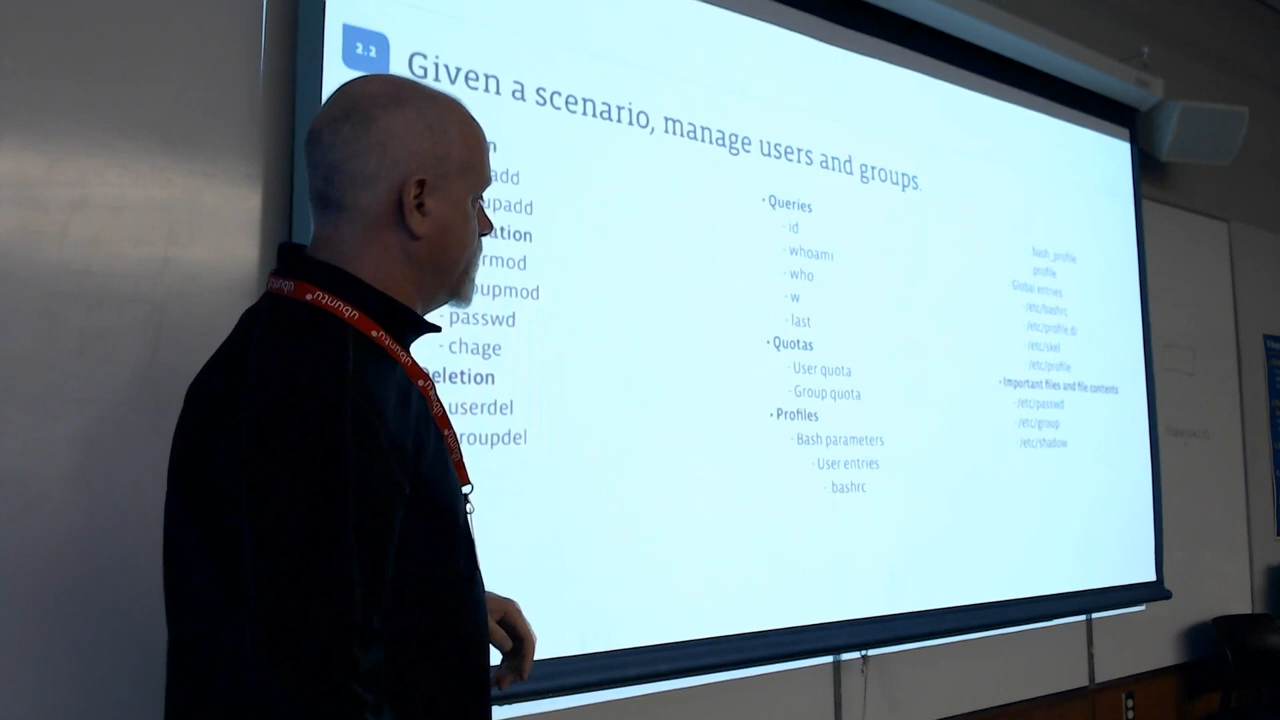 2.2
Given a scenario, manage users and groups.
n
add
upadd
ation
rmod
oupmod
- passwd
- chage
eletion
userdel
roupdel
• Queries
- id
- whoami
- who
- w
- last
• Quotas
- User quota
- Group quota
• Profiles
- Bash parameters
- User entries
- bashrc
bash_profile
profile
Global entries
- /etc/bashrc
- /etc/profile.d/
- /etc/skel
- /etc/profile
• Important files and file contents
- /etc/passwd
- /etc/group
- /etc/shadow
ubuntu
ubuntu
ubuntu
ubuntu
ubuntu
ubuntu